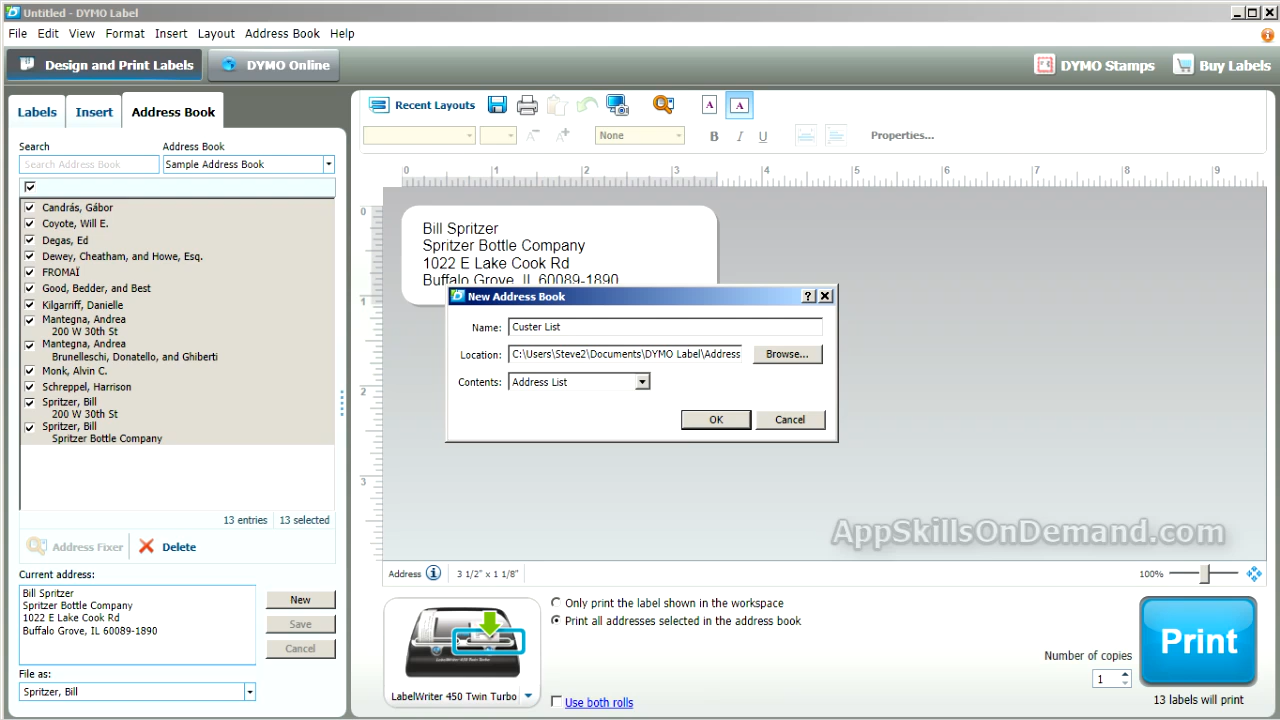 Untitled - DYMO Label
File Edit View Format Insert Layout Address Book Help
Design and Print Labels DYMO Online DYMO Stamps Buy Labels
Labels Insert Address Book
Recent Layouts
None B I U Properties...
Search Address Book
Search Address Book Sample Address Book
Candrás, Gábor
Coyote, Will E.
Degas, Ed
Dewey, Cheatham, and Howe, Esq.
FROMAÏ
Good, Bedder, and Best
Kilgarriff, Danielle
Mantegna, Andrea
200 W 30th St
Mantegna, Andrea
Brunelleschi, Donatello, and Ghiberti
Monk, Alvin C.
Schreppel, Harrison
Spritzer, Bill
200 W 30th St
Spritzer, Bill
Spritzer Bottle Company
13 entries 13 selected
Address Fixer Delete
Current address:
Bill Spritzer
Spritzer Bottle Company
1022 E Lake Cook Rd
Buffalo Grove, IL 60089-1890
New
Save
Cancel
File as:
Spritzer, Bill
0 1 2 3 4 5 6 7 8 9
0
1
2
3
Bill Spritzer
Spritzer Bottle Company
1022 E Lake Cook Rd
Buffalo Grove, IL 60089-1890
New Address Book
Name: Custer List
Location: C:\Users\Steve2\Documents\DYMO Label\Address Browse...
Contents: Address List
OK Cancel
AppSkillsOnDemand.com
Address 3 1/2" x 1 1/8" 100%
LabelWriter 450 Twin Turbo
Only print the label shown in the workspace
Print all addresses selected in the address book
Use both rolls
Number of copies
1
Print
13 labels will print